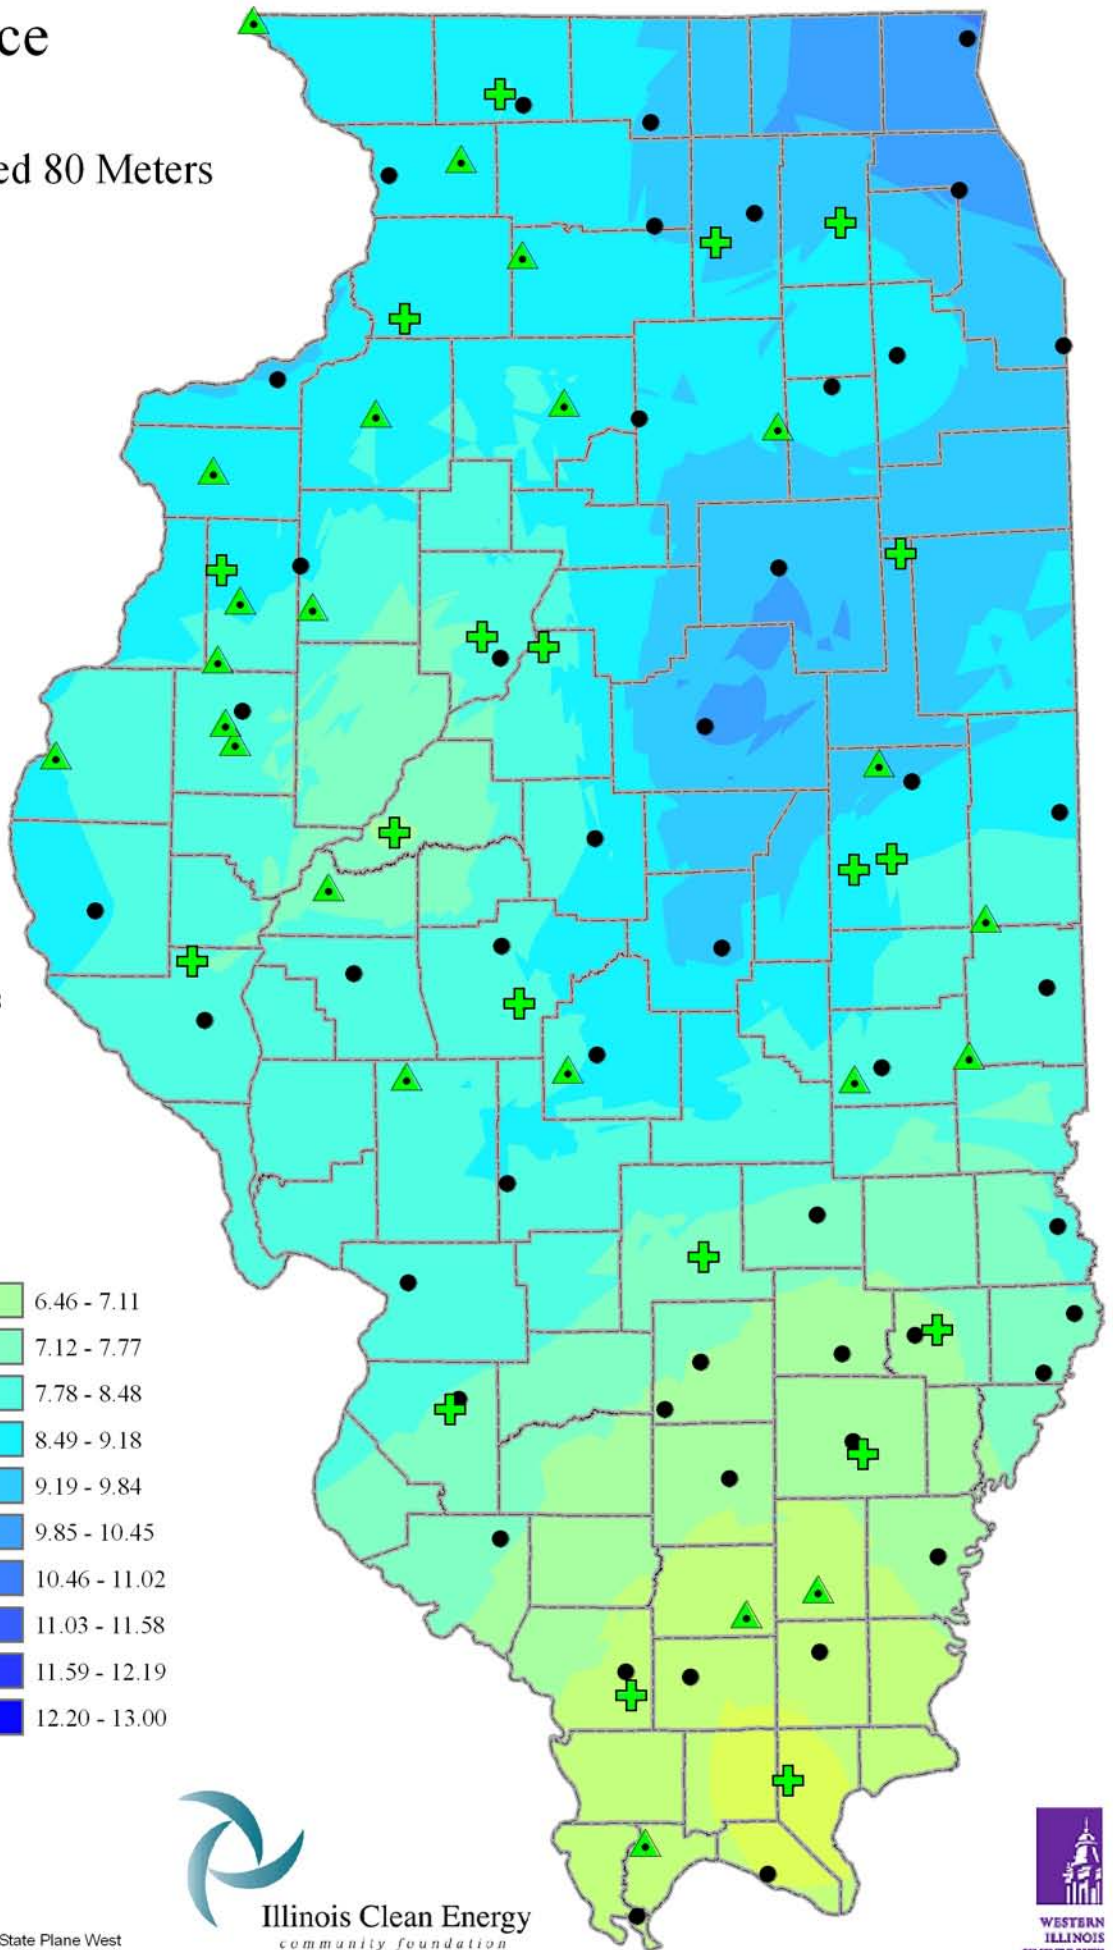 ce
ed 80 Meters
6.46 - 7.11
7.12 - 7.77
7.78 - 8.48
8.49 - 9.18
9.19 - 9.84
9.85 - 10.45
10.46 - 11.02
11.03 - 11.58
11.59 - 12.19
12.20 - 13.00
Illinois Clean Energy
community foundation
State Plane West
WESTERN
ILLINOIS